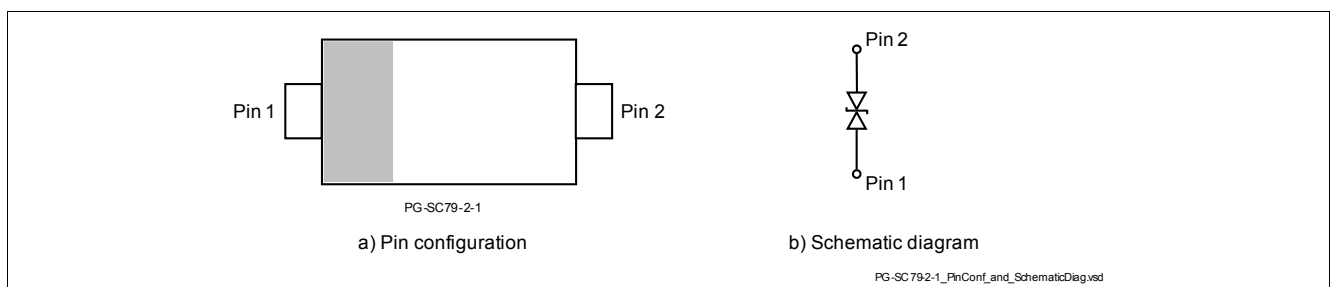 Pin 2
Pin 1
Pin 2
Pin 1
PG-SC79-2-1
a) Pin configuration
b) Schematic diagram
PG-SC79-2-1_PinConf_and_SchematicDiag.vsd